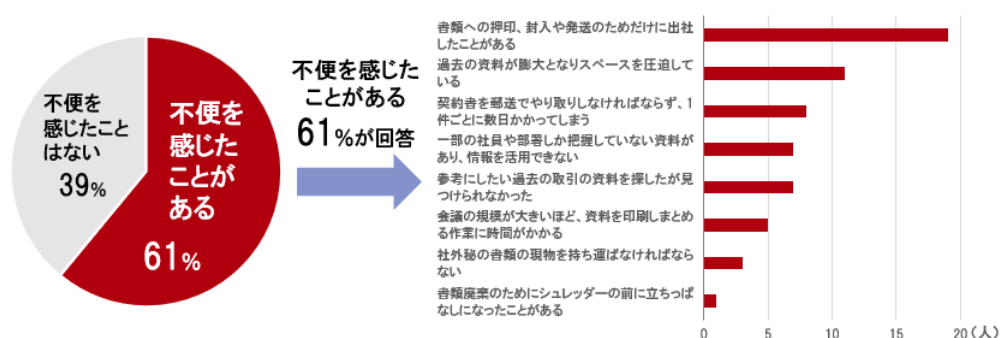 不便を
感じたこと
はない
39%
不便を
感じた
ことが
ある
61%
不便を感じた
ことがある
61%が回答
書類への押印、封入や発送のためだけに出社
したことがある
過去の資料が膨大となりスペースを圧迫して
いる
契約書を郵送でやり取りしなければならず、1
件ごとに数日かかってしまう
一部の社員や部署しか把握していない資料が
あり、情報を活用できない
参考にしたい過去の取引の資料を探したが見
つけられなかった
会議の規模が大きいほど、資料を印刷しまとめ
る作業に時間がかかる
社外秘の書類の現物を持ち運ばなければなら
ない
書類廃棄のためにシュレッダーの前に立ちっぱ
なしになったことがある
0 5 10 15 20 (人)